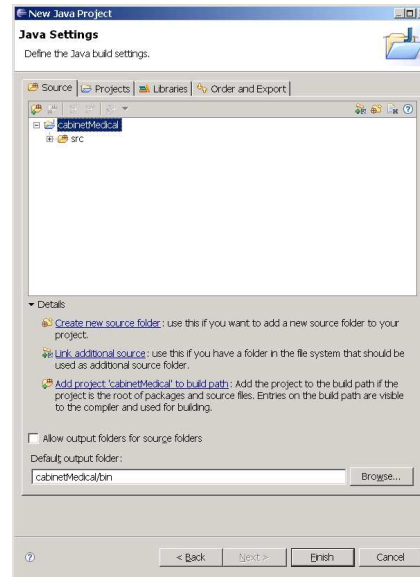 New Java Project
Java Settings
Define the Java build settings.
Source Projects Libraries Order and Export
cabinetMedical
src
Details
Create new source folder: use this if you want to add a new source folder to your
project.
Link additional source: use this if you have a folder in the file system that should be
used as additional source folder.
Add project 'cabinetMedical' to build path: Add the project to the build path if the
project is the root of packages and source files. Entries on the build path are visible
to the compiler and used for building.
Allow output folders for source folders
Default output folder:
cabinetMedical/bin
Browse...
< Back Next > Finish Cancel